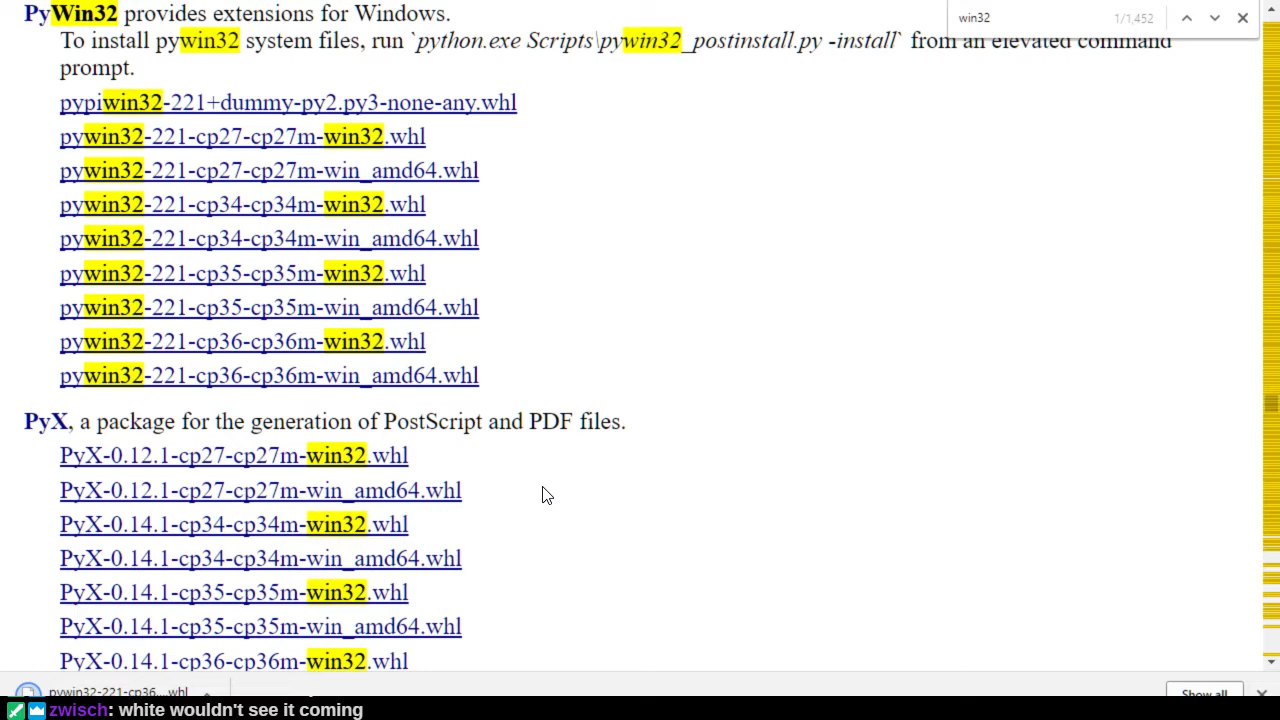 PyWin32 provides extensions for Windows.
win32 1/1,452
To install pywin32 system files, run `python.exe Scripts\pywin32_postinstall.py -install` from an elevated command
prompt.
pypiwin32-221+dummy-py2.py3-none-any.whl
pywin32-221-cp27-cp27m-win32.whl
pywin32-221-cp27-cp27m-win_amd64.whl
pywin32-221-cp34-cp34m-win32.whl
pywin32-221-cp34-cp34m-win_amd64.whl
pywin32-221-cp35-cp35m-win32.whl
pywin32-221-cp35-cp35m-win_amd64.whl
pywin32-221-cp36-cp36m-win32.whl
pywin32-221-cp36-cp36m-win_amd64.whl
PyX, a package for the generation of PostScript and PDF files.
PyX-0.12.1-cp27-cp27m-win32.whl
PyX-0.12.1-cp27-cp27m-win_amd64.whl
PyX-0.14.1-cp34-cp34m-win32.whl
PyX-0.14.1-cp34-cp34m-win_amd64.whl
PyX-0.14.1-cp35-cp35m-win32.whl
PyX-0.14.1-cp35-cp35m-win_amd64.whl
PyX-0.14.1-cp36-cp36m-win32.whl
pywin32-221-cp36....whl Show all
zwisch: white wouldn't see it coming